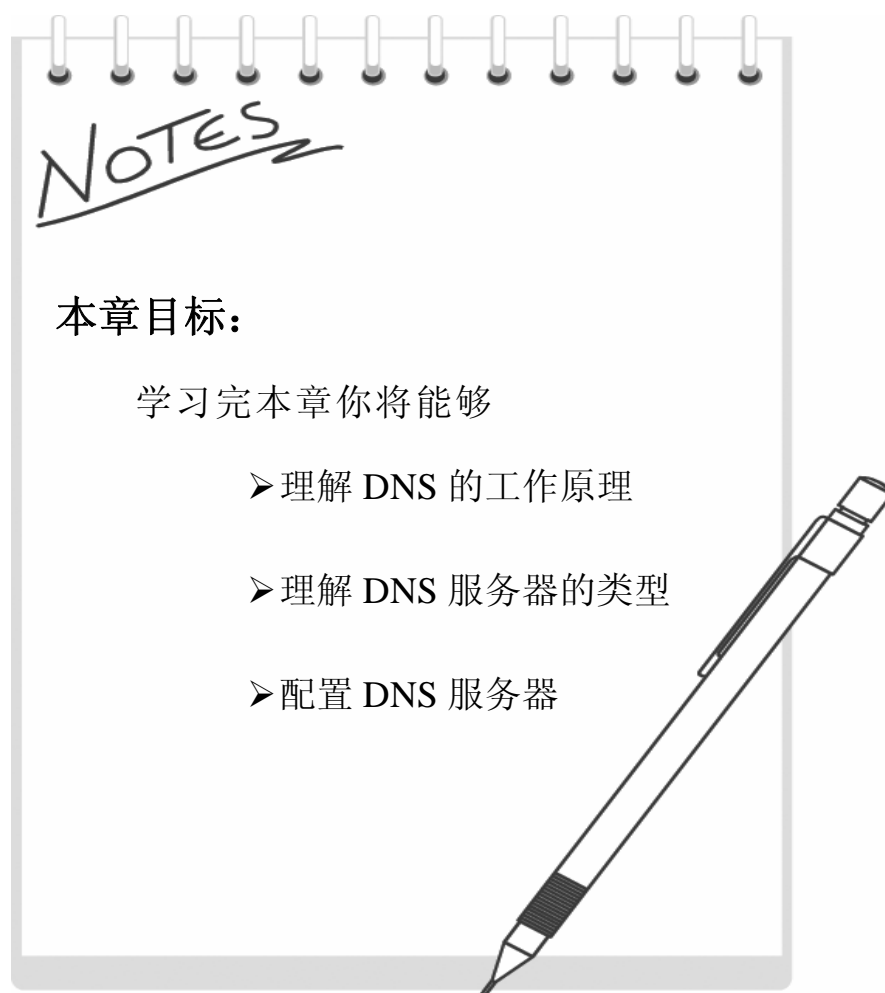 NOTES
本章目标：
学习完本章你将能够
➢理解 DNS 的工作原理
➢理解 DNS 服务器的类型
➢配置 DNS 服务器